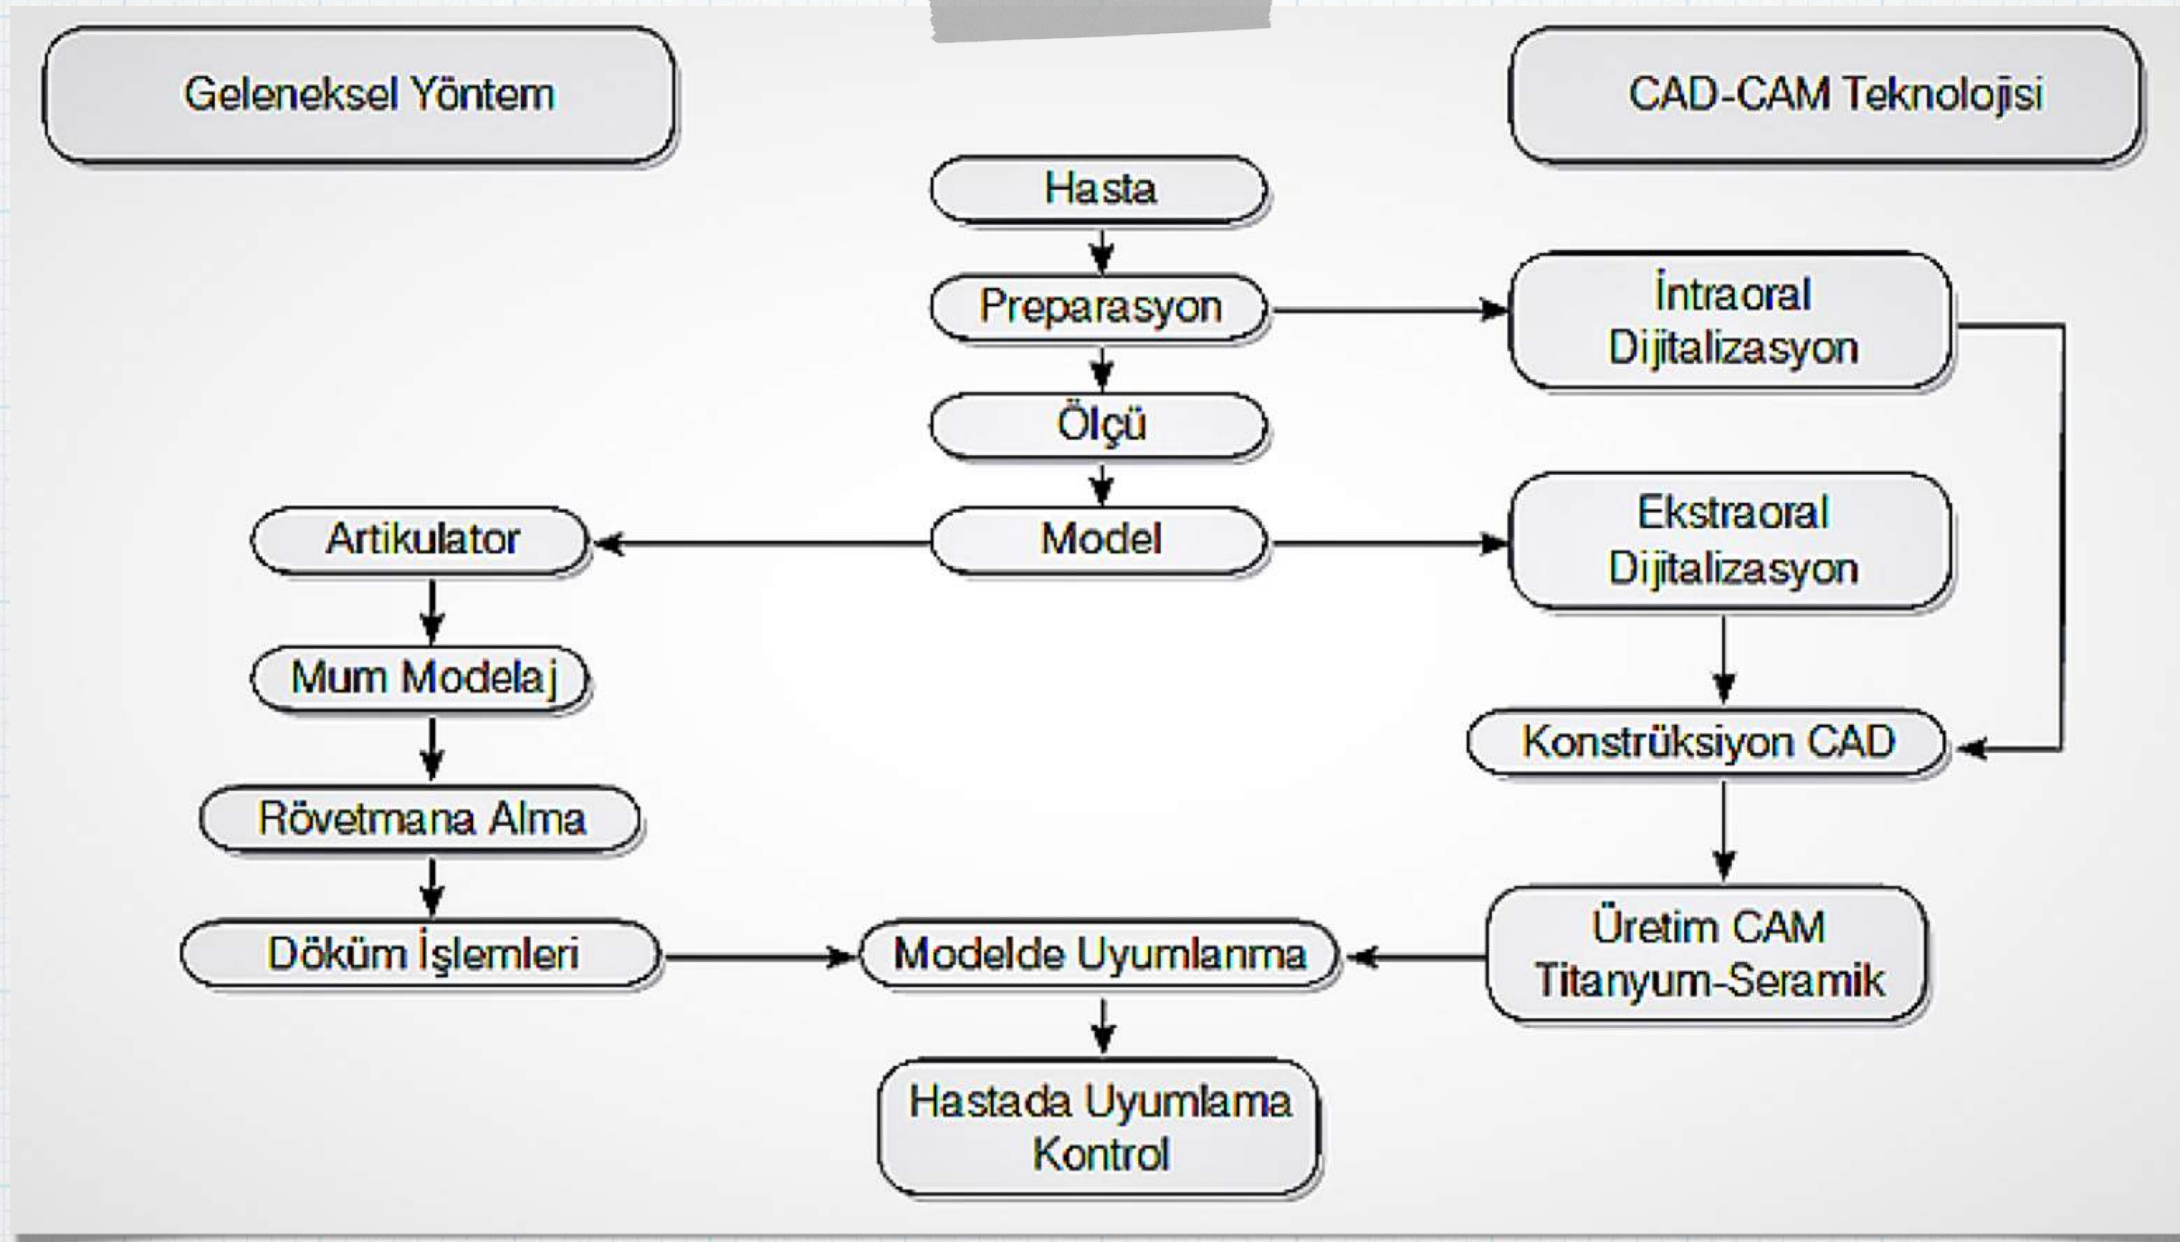 Geleneksel Yöntem
CAD-CAM Teknolojisi
Hasta
Preparasyon
İntraoral
Dijitalizasyon
Ölçü
Ekstraoral
Dijitalizasyon
Artikulator
Model
Mum Modelaj
Konstrüksiyon CAD
Rövetmana Alma
Döküm İşlemleri
Modelde Uyumlanma
Üretim CAM
Titanyum-Seramik
Hastada Uyumlama
Kontrol